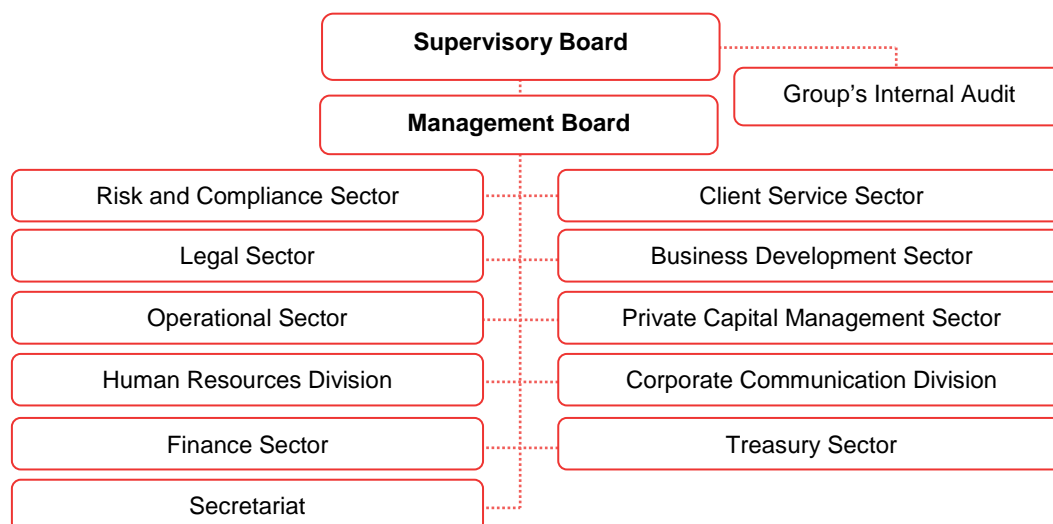 Supervisory Board
Group’s Internal Audit
Management Board
Risk and Compliance Sector
Client Service Sector
Legal Sector
Business Development Sector
Operational Sector
Private Capital Management Sector
Human Resources Division
Corporate Communication Division
Finance Sector
Treasury Sector
Secretariat